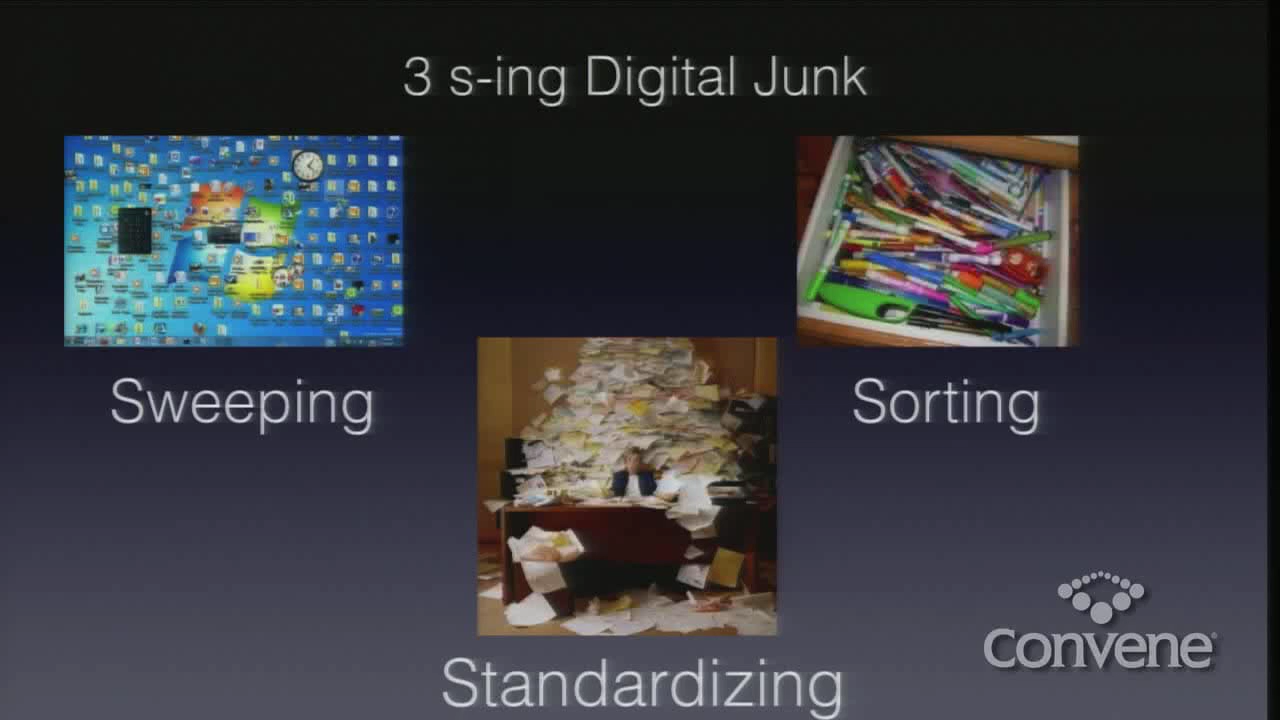 3 s-ing Digital Junk
Sweeping
Sorting
Standardizing
Convene®